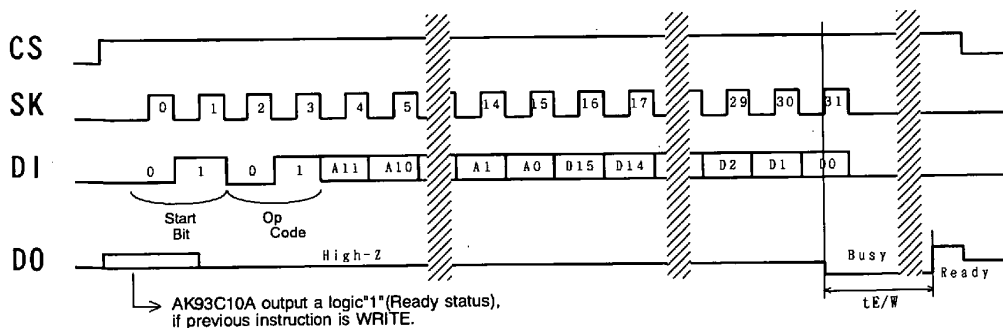 CS
SK
0 1 2 3 4 5 14 15 16 17 29 30 31
DI
0 1 0 1 A11 A10 A1 A0 D15 D14 D2 D1 D0
Start
Bit
Op
Code
DO
High-Z
Busy
Ready
tE/W
AK93C10A output a logic"1"(Ready status),
if previous instruction is WRITE.